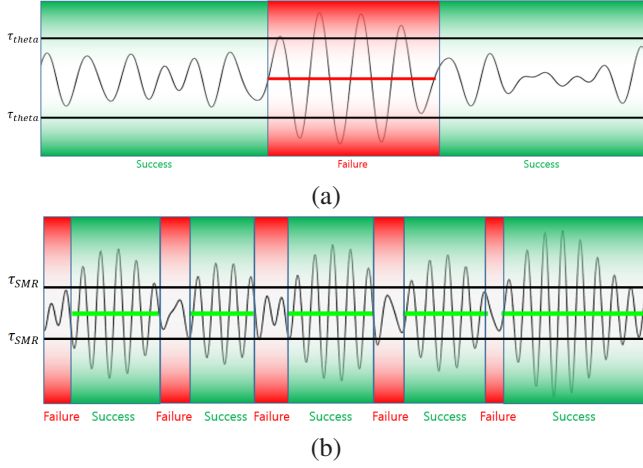 τtheta
τtheta
Success Failure Success
(a)
τSMR
τSMR
Failure Success Failure Success Failure Success Failure Success Failure Success
(b)